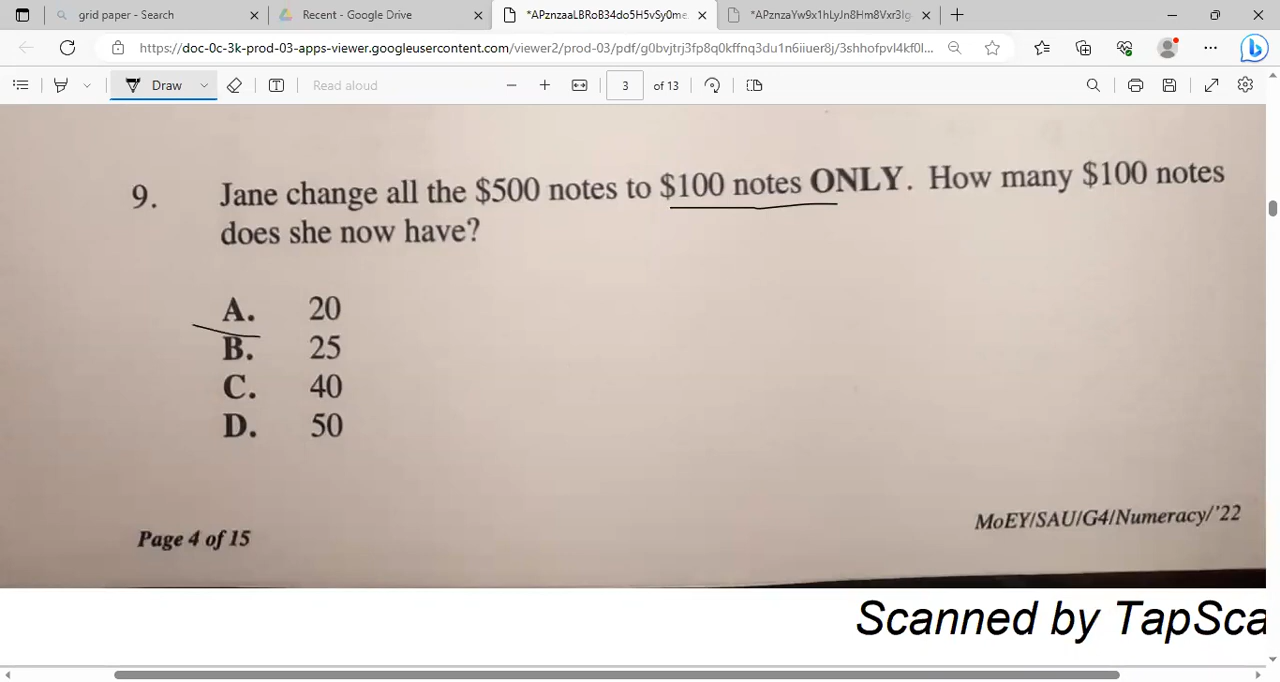 grid paper - Search
Recent - Google Drive
*APznzaaLBRoB34do5H5vSy0me
*APznzaYw9x1hLyJn8Hm8Vxr3Ig
https://doc-0c-3k-prod-03-apps-viewer.googleusercontent.com/viewer2/prod-03/pdf/g0bvjtrj3fp8q0kffnq3du1n6iiuer8j/3shhofpvl4kf0l...
Draw
Read aloud
3 of 13
9. Jane change all the $500 notes to $100 notes ONLY. How many $100 notes
does she now have?
A. 20
B. 25
C. 40
D. 50
MoEY/SAU/G4/Numeracy/'22
Page 4 of 15
Scanned by TapSca